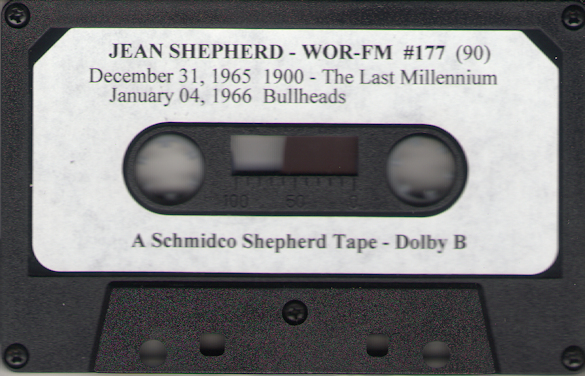 JEAN SHEPHERD - WOR-FM #177 (90)
December 31, 1965 1900 - The Last Millennium
January 04, 1966 Bullheads
100 50 0
A Schmidco Shepherd Tape - Dolby B